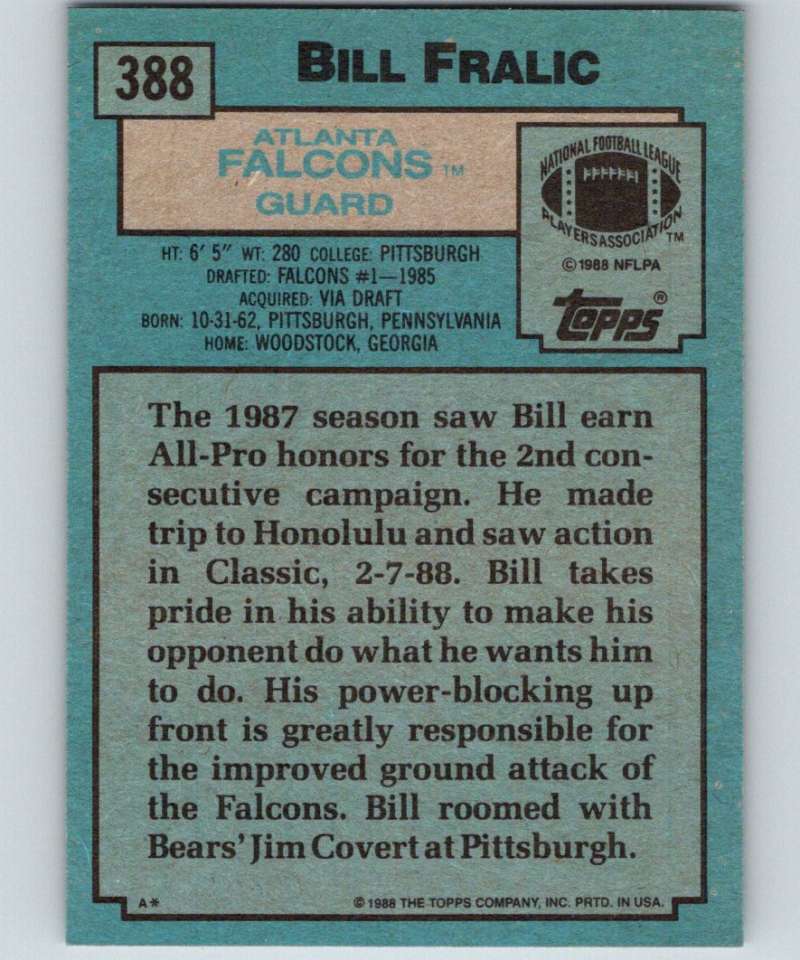 388
BILL FRALIC
ATLANTA
FALCONS TM
GUARD
NATIONAL FOOTBALL LEAGUE
PLAYERS ASSOCIATION TM
©1988 NFLPA
Topps®
HT: 6' 5" WT: 280 COLLEGE: PITTSBURGH
DRAFTED: FALCONS #1—1985
ACQUIRED: VIA DRAFT
BORN: 10-31-62, PITTSBURGH, PENNSYLVANIA
HOME: WOODSTOCK, GEORGIA
The 1987 season saw Bill earn
All-Pro honors for the 2nd con-
secutive campaign. He made
trip to Honolulu and saw action
in Classic, 2-7-88. Bill takes
pride in his ability to make his
opponent do what he wants him
to do. His power-blocking up
front is greatly responsible for
the improved ground attack of
the Falcons. Bill roomed with
Bears' Jim Covert at Pittsburgh.
A*
©1988 THE TOPPS COMPANY, INC. PRTD. IN USA.